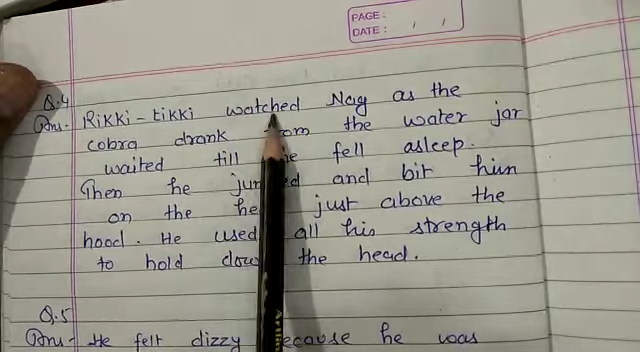 PAGE:
DATE: / /
Q.4
Ans. Rikki-tikki watched Nag as the
cobra drank the water jar
waited till fell asleep.
Then he and bit him
on the just above the
hood. He used all his strength
to hold the head.
Q.5
Ans- He felt dizzy he was